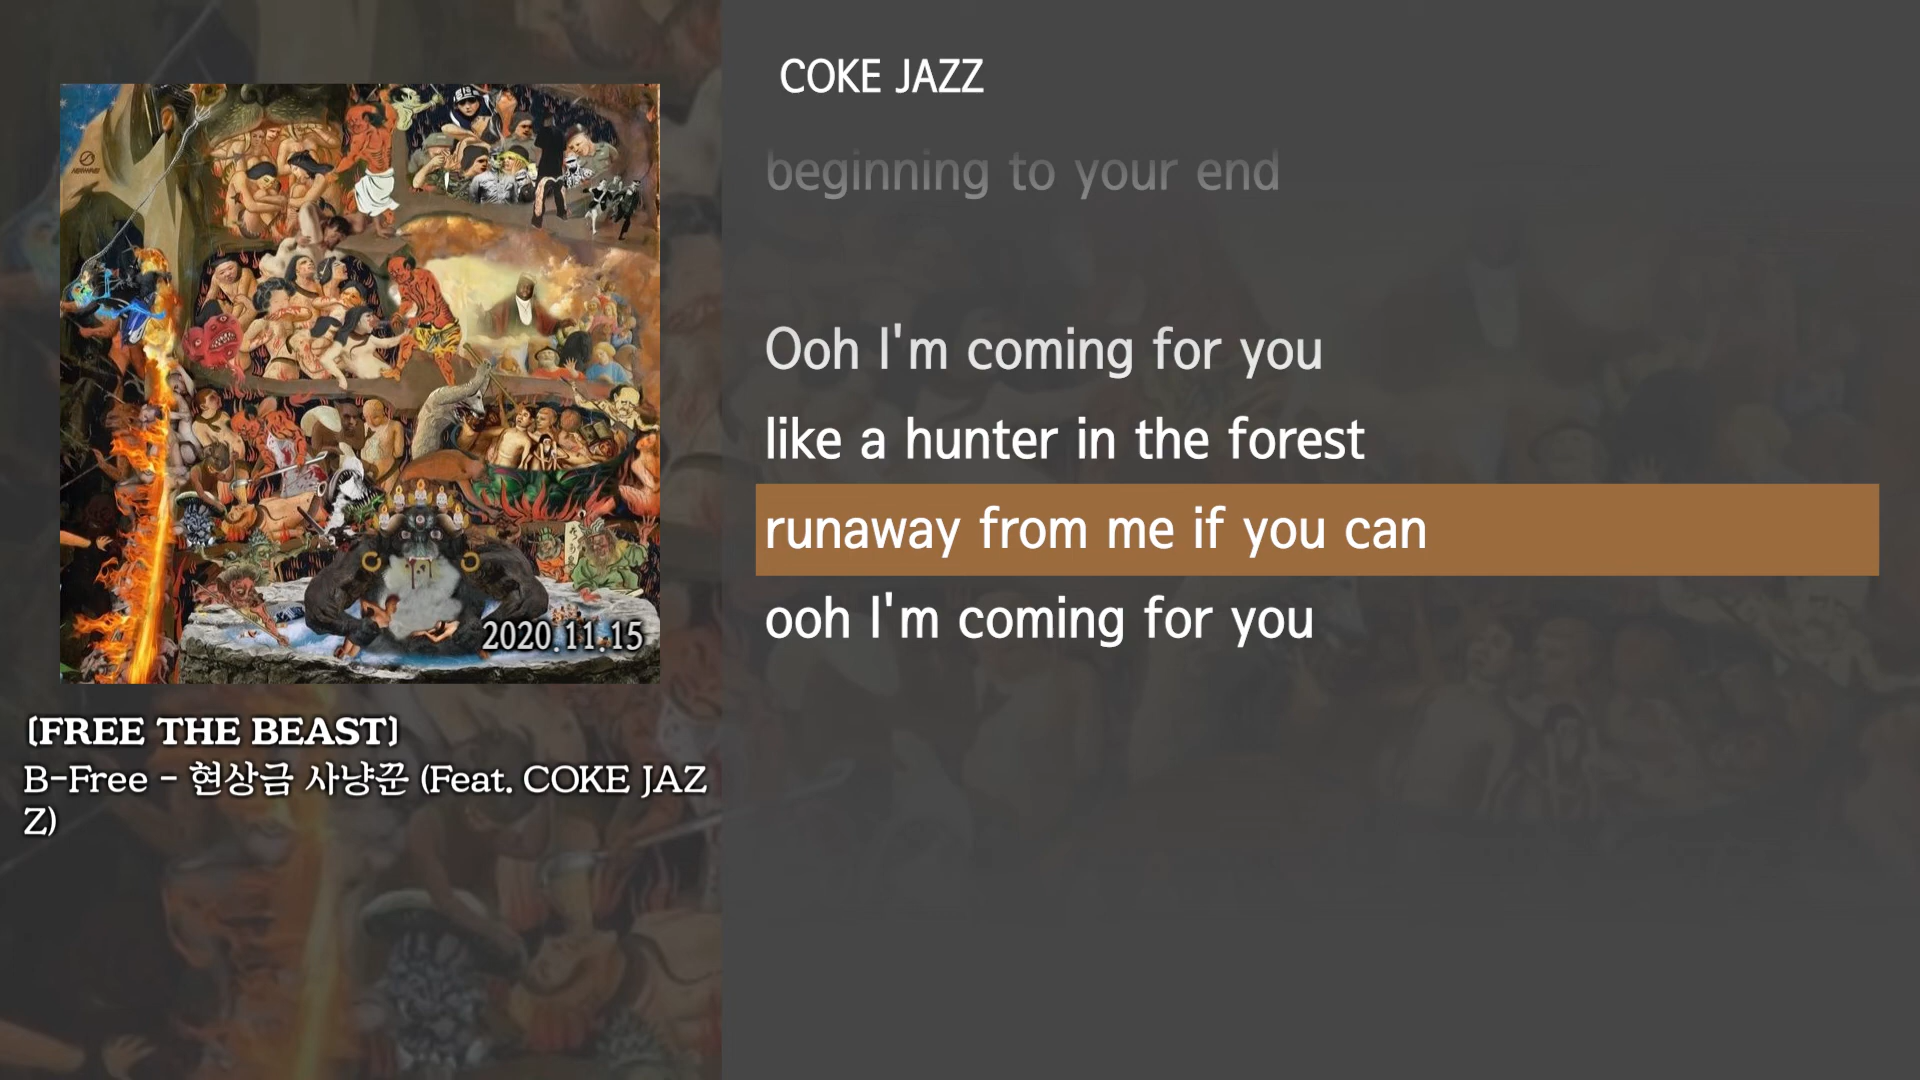 COKE JAZZ
beginning to your end
Ooh I'm coming for you
like a hunter in the forest
runaway from me if you can
ooh I'm coming for you
2020.11.15
[FREE THE BEAST]
B-Free - 현상금 사냥꾼 (Feat. COKE JAZ
Z)